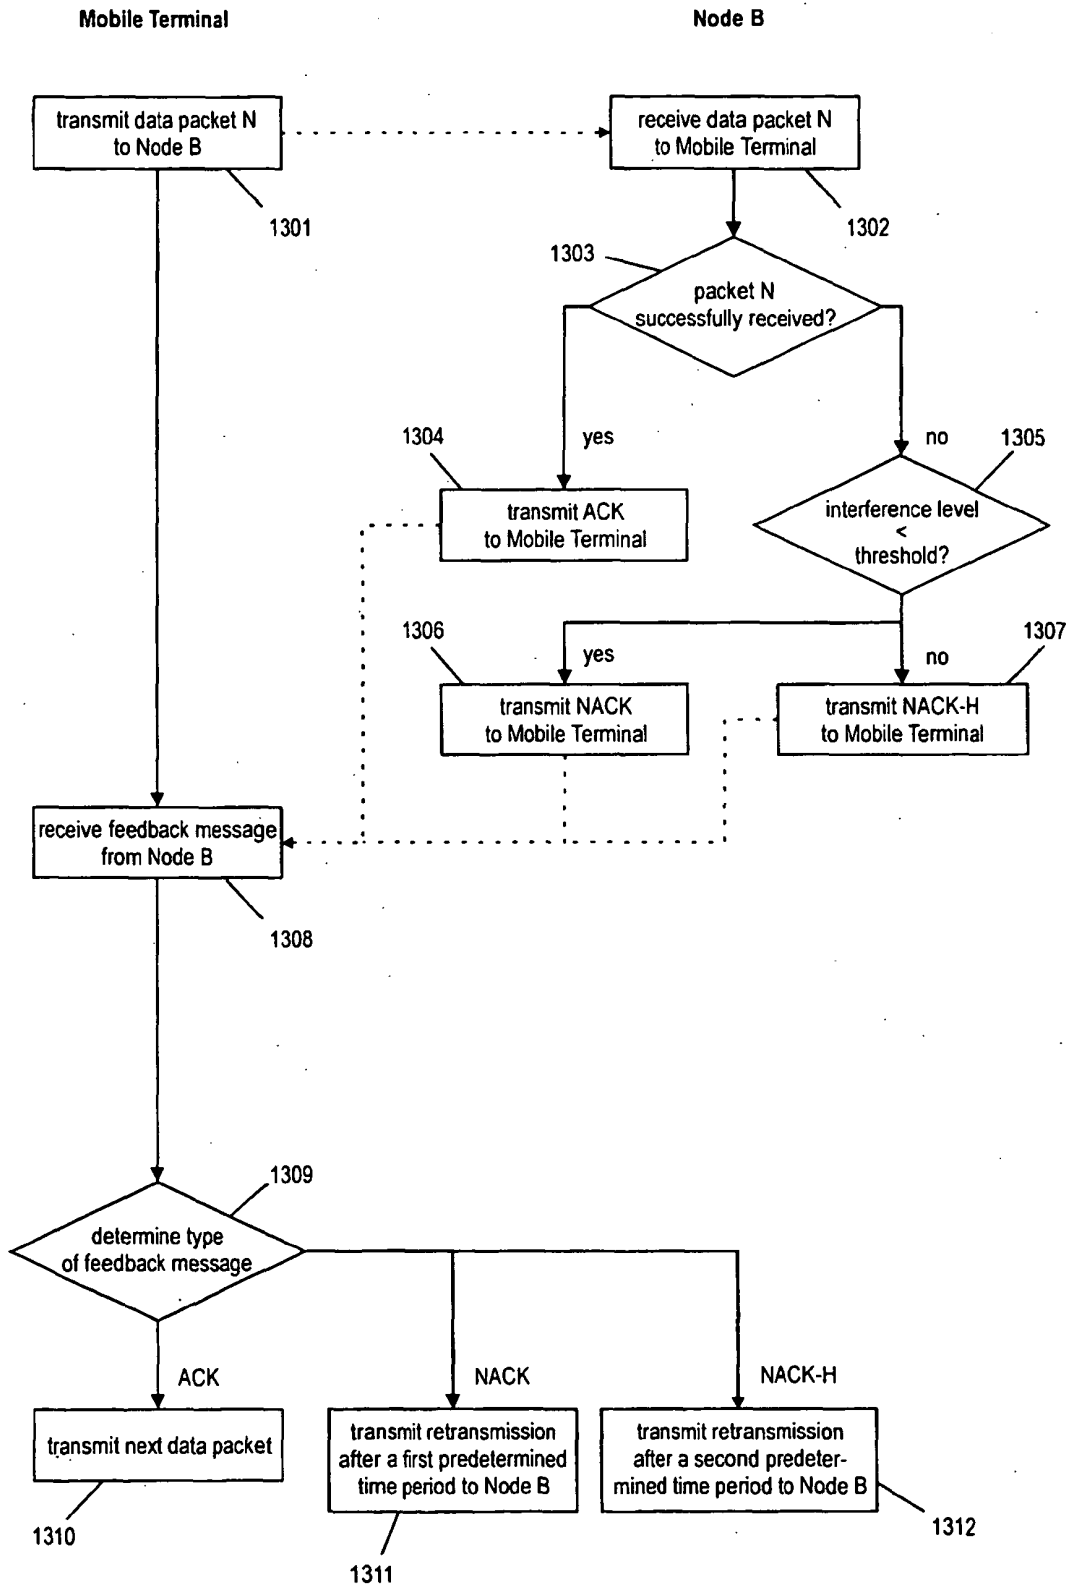 Mobile Terminal
Node B
transmit data packet N
to Node B
receive data packet N
to Mobile Terminal
1301
1302
1303
packet N
successfully received?
1304
yes
no
1305
transmit ACK
to Mobile Terminal
interference level
<
threshold?
1306
yes
no
1307
transmit NACK
to Mobile Terminal
transmit NACK-H
to Mobile Terminal
receive feedback message
from Node B
1308
1309
determine type
of feedback message
ACK
NACK
NACK-H
transmit next data packet
transmit retransmission
after a first predetermined
time period to Node B
transmit retransmission
after a second predeter-
mined time period to Node B
1310
1311
1312